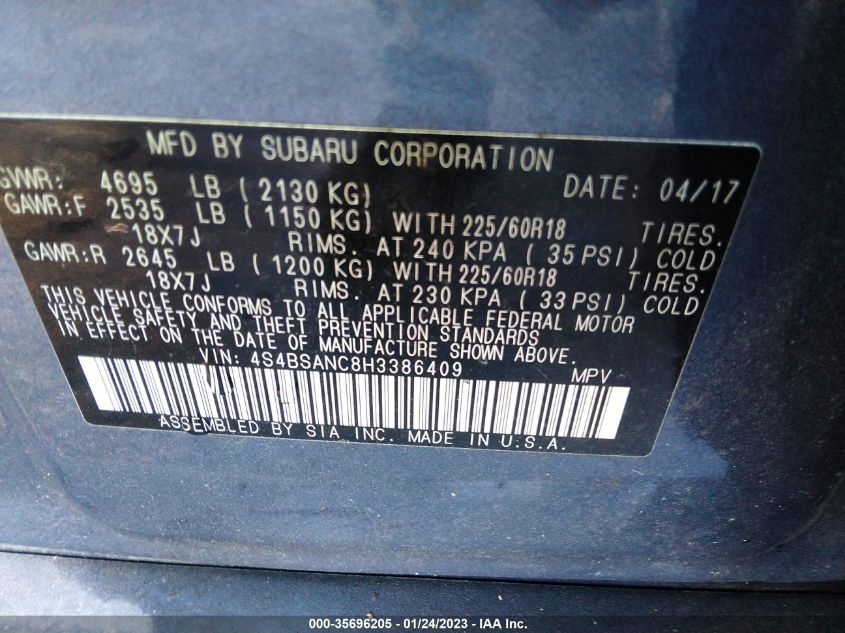 MFD BY SUBARU CORPORATION
GVWR: 4695 LB ( 2130 KG) DATE: 04/17
GAWR:F 2535 LB ( 1150 KG) WITH 225/60R18 TIRES.
18X7J RIMS. AT 240 KPA ( 35 PSI) COLD
GAWR:R 2645 LB ( 1200 KG) WITH 225/60R18 TIRES.
18X7J RIMS. AT 230 KPA ( 33 PSI) COLD
THIS VEHICLE CONFORMS TO ALL APPLICABLE FEDERAL MOTOR
VEHICLE SAFETY AND THEFT PREVENTION STANDARDS
IN EFFECT ON THE DATE OF MANUFACTURE SHOWN ABOVE.
VIN: 4S4BSANC8H3386409 MPV
ASSEMBLED BY SIA INC. MADE IN U.S.A.
000-35696205 - 01/24/2023 - IAA Inc.